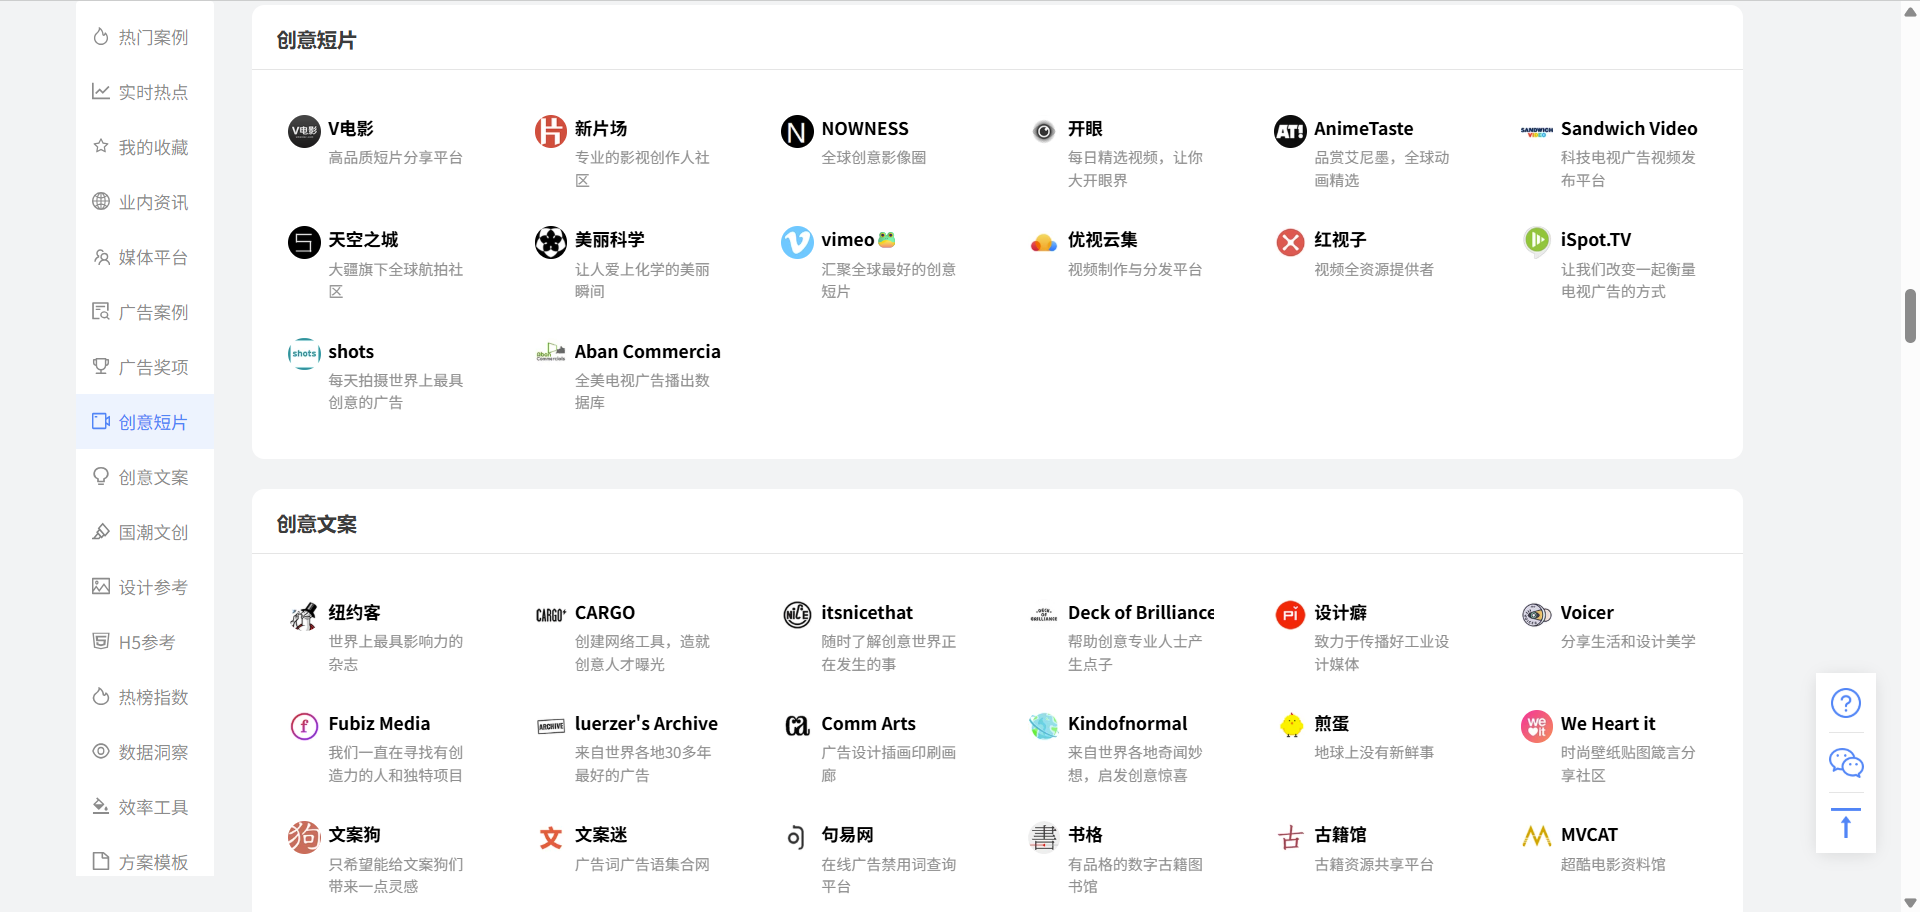 热门案例
实时热点
我的收藏
业内资讯
媒体平台
广告案例
广告奖项
创意短片
创意文案
国潮文创
设计参考
H5参考
热榜指数
数据洞察
效率工具
方案模板
创意短片
V电影
高品质短片分享平台
新片场
专业的影视创作人社
区
NOWNESS
全球创意影像圈
开眼
每日精选视频，让你
大开眼界
AnimeTaste
品赏艾尼墨，全球动
画精选
Sandwich Video
科技电视广告视频发
布平台
天空之城
大疆旗下全球航拍社
区
美丽科学
让人爱上化学的美丽
瞬间
vimeo
汇聚全球最好的创意
短片
优视云集
视频制作与分发平台
红视子
视频全资源提供者
iSpot.TV
让我们改变一起衡量
电视广告的方式
shots
每天拍摄世界上最具
创意的广告
Aban Commercia
全美电视广告播出数
据库
创意文案
纽约客
世界上最具影响力的
杂志
CARGO
创建网络工具，造就
创意人才曝光
itsnicethat
随时了解创意世界正
在发生的事
Deck of Brilliance
帮助创意专业人士产
生点子
设计癖
致力于传播好工业设
计媒体
Voicer
分享生活和设计美学
Fubiz Media
我们一直在寻找有创
造力的人和独特项目
luerzer's Archive
来自世界各地30多年
最好的广告
Comm Arts
广告设计插画印刷画
廊
Kindofnormal
来自世界各地奇闻妙
想，启发创意惊喜
煎蛋
地球上没有新鲜事
We Heart it
时尚壁纸贴图箴言分
享社区
文案狗
只希望能给文案狗们
带来一点灵感
文案迷
广告词广告语集合网
句易网
在线广告禁用词查询
平台
书格
有品格的数字古籍图
书馆
古籍馆
古籍资源共享平台
MVCAT
超酷电影资料馆